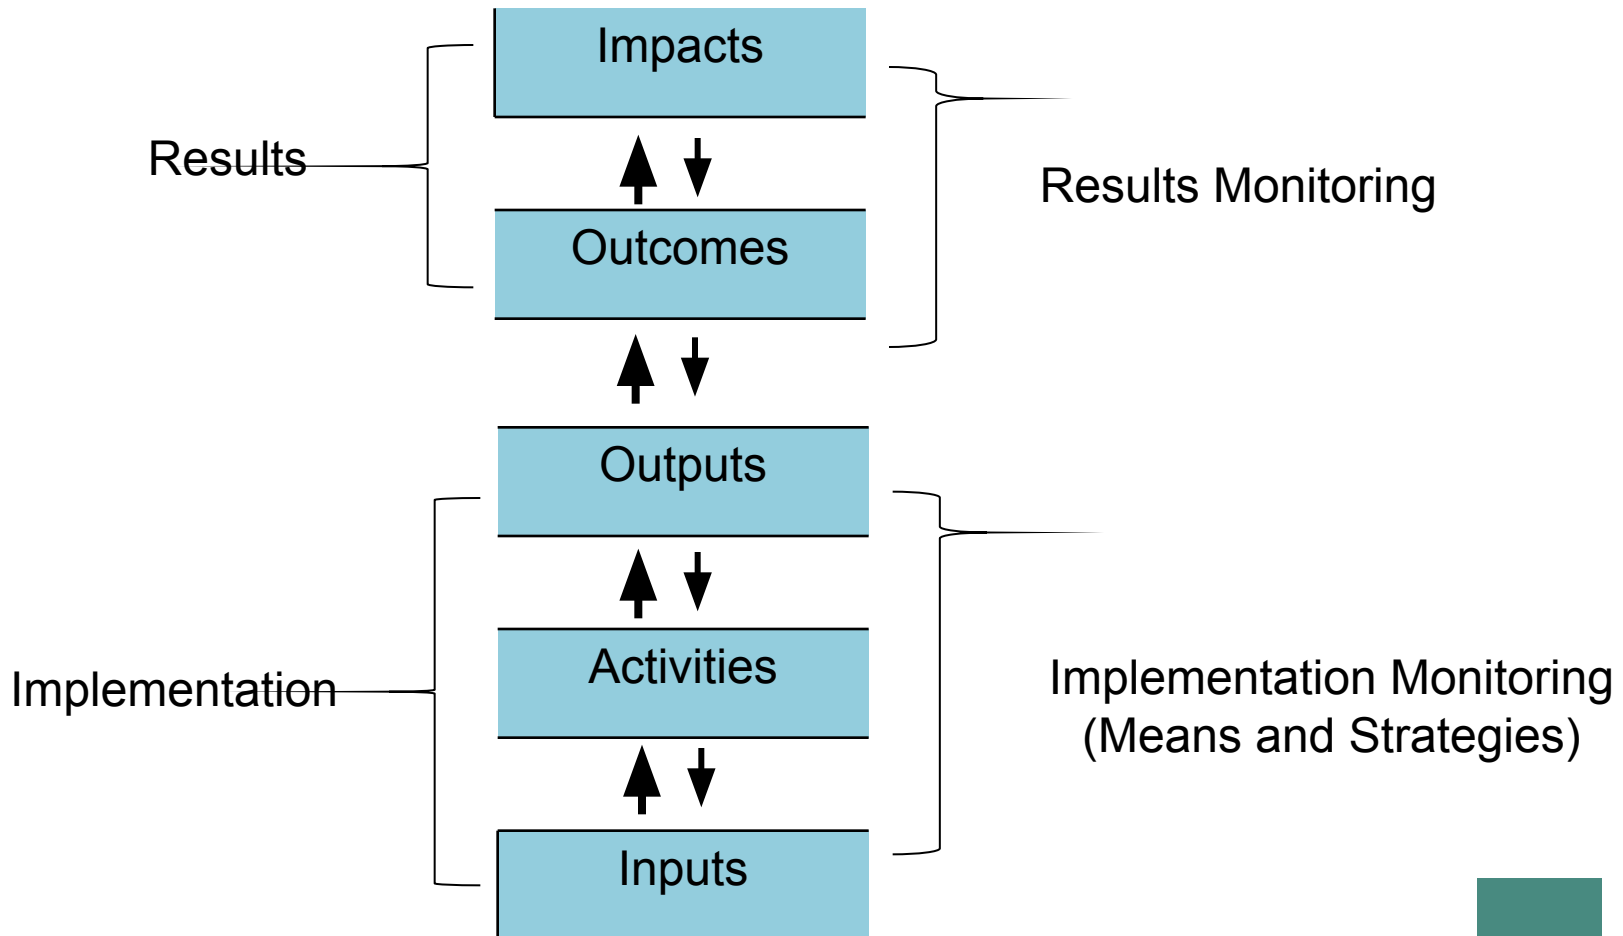 Impacts
Results
Results Monitoring
Outcomes
Outputs
Activities
Implementation
Implementation Monitoring
(Means and Strategies)
Inputs